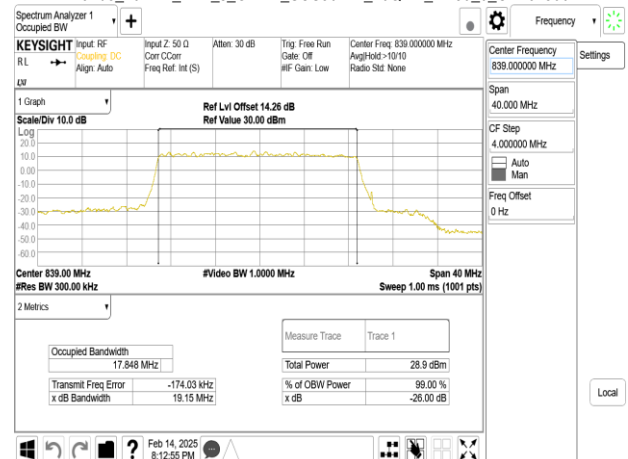 Spectrum Analyzer 1
Occupied BW
Frequency
KEYSIGHT
RL
Input: RF
Coupling: DC
Align: Auto
Input Z: 50 Ω
Corr CCorr
Freq Ref: Int (S)
Atten: 30 dB
Trig: Free Run
Gate: Off
#IF Gain: Low
Center Freq: 839.000000 MHz
Avg|Hold:>10/10
Radio Std: None
Center Frequency
839.000000 MHz
Settings
Span
40.000 MHz
CF Step
4.000000 MHz
Auto
Man
Freq Offset
0 Hz
1 Graph
Scale/Div 10.0 dB
Ref Lvl Offset 14.26 dB
Ref Value 30.00 dBm
Log
20.0
10.0
0.00
-10.0
-20.0
-30.0
-40.0
-50.0
-60.0
Center 839.00 MHz
#Res BW 300.00 kHz
#Video BW 1.0000 MHz
Span 40 MHz
Sweep 1.00 ms (1001 pts)
2 Metrics
Measure Trace
Trace 1
Occupied Bandwidth
17.848 MHz
Total Power
28.9 dBm
Transmit Freq Error
-174.03 kHz
% of OBW Power
99.00 %
x dB Bandwidth
19.15 MHz
x dB
-26.00 dB
Local
Feb 14, 2025
8:12:55 PM